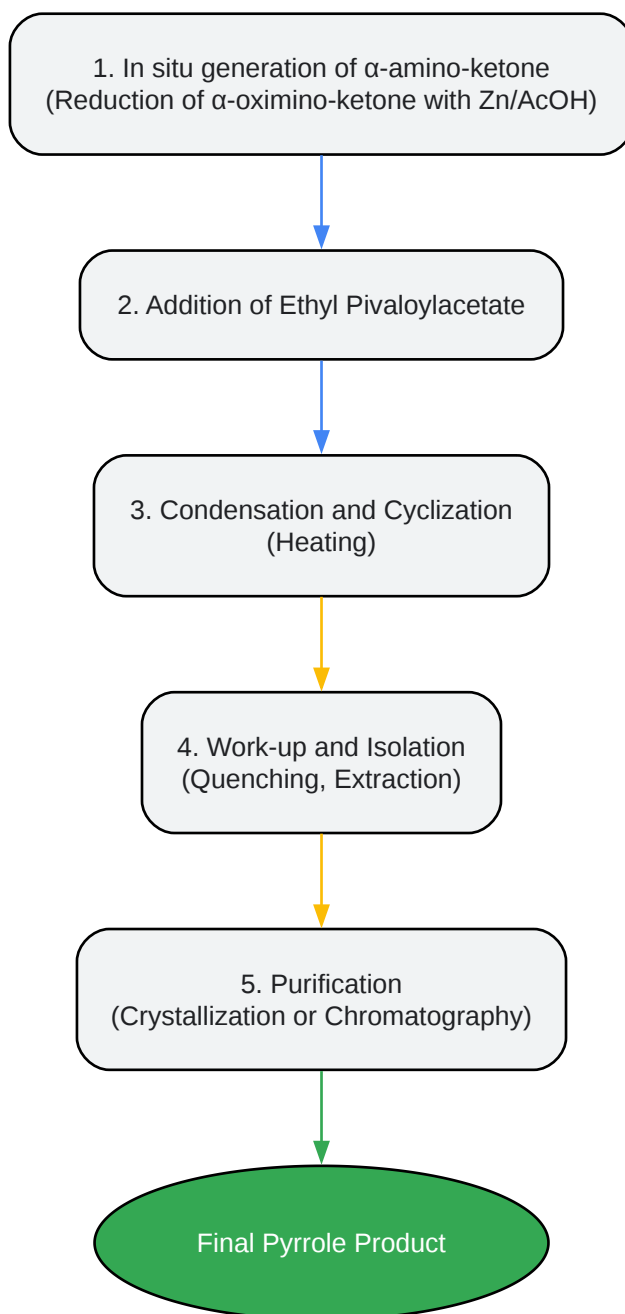 1. In situ generation of α-amino-ketone
(Reduction of α-oximino-ketone with Zn/AcOH)
2. Addition of Ethyl Pivaloylacetate
3. Condensation and Cyclization
(Heating)
4. Work-up and Isolation
(Quenching, Extraction)
5. Purification
(Crystallization or Chromatography)
Final Pyrrole Product